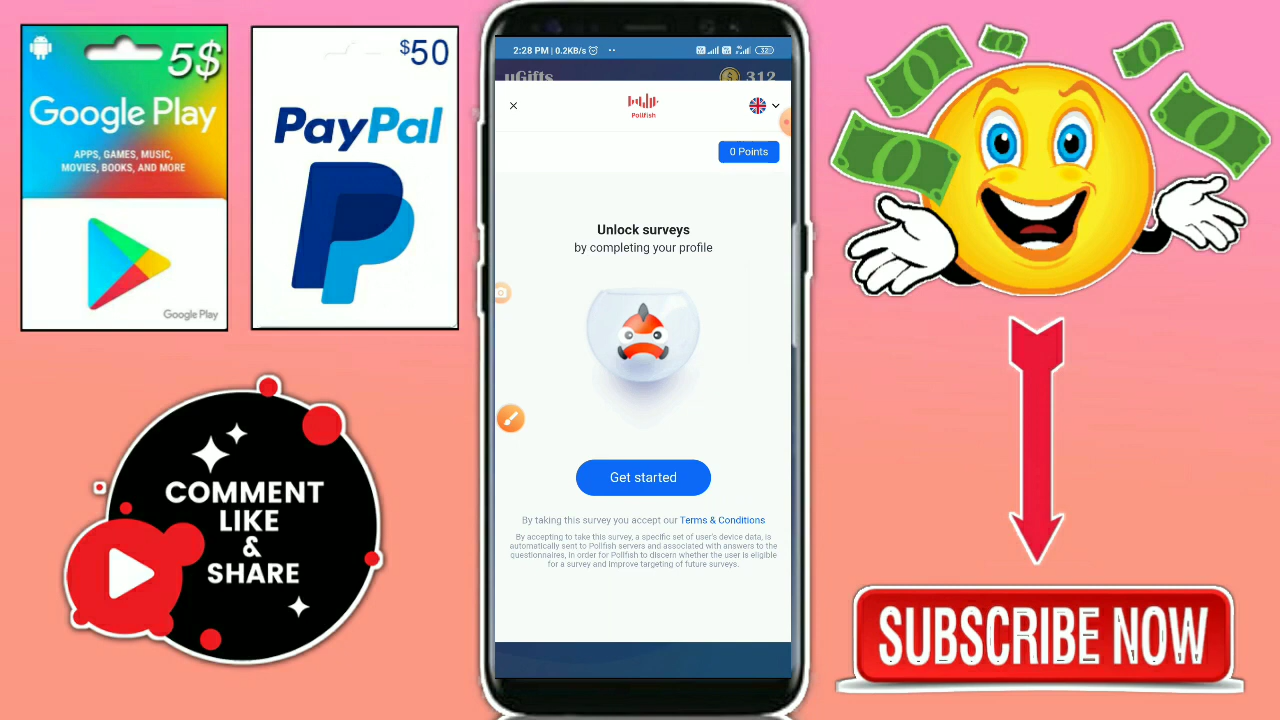 5$
Google Play
APPS, GAMES, MUSIC,
MOVIES, BOOKS, AND MORE
Google Play
$50
PayPal
COMMENT
LIKE
&
SHARE
2:28 PM | 0.2KB/s
32
uGifts
312
Pollfish
0 Points
Unlock surveys
by completing your profile
Get started
By taking this survey you accept our Terms & Conditions
By accepting to take this survey, a specific set of user's device data, is
automatically sent to Pollfish servers and associated with answers to the
questionnaires, in order for Pollfish to discern whether the user is eligible
for a survey and improve targeting of future surveys.
SUBSCRIBE NOW